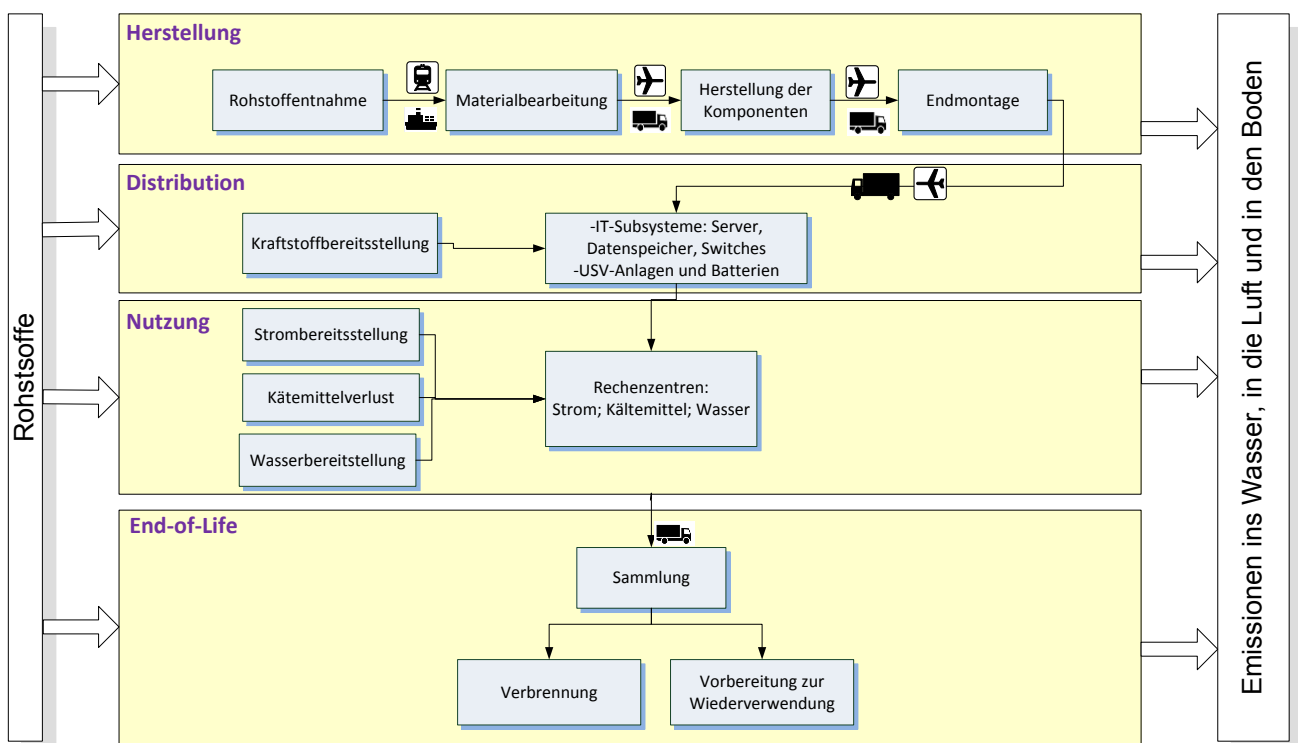 Rohstsoffe
Herstellung
Rohstoffentnahme
Materialbearbeitung
Herstellung der
Komponenten
Endmontage
Distribution
Kraftstoffbereitsstellung
-IT-Subsysteme: Server,
Datenspeicher, Switches
-USV-Anlagen und Batterien
Nutzung
Strombereitsstellung
Kätemittelverlust
Wasserbereitstellung
Rechenzentren:
Strom; Kältemittel; Wasser
End-of-Life
Sammlung
Verbrennung
Vorbereitung zur
Wiederverwendung
Emissionen ins Wasser, in die Luft und in den Boden